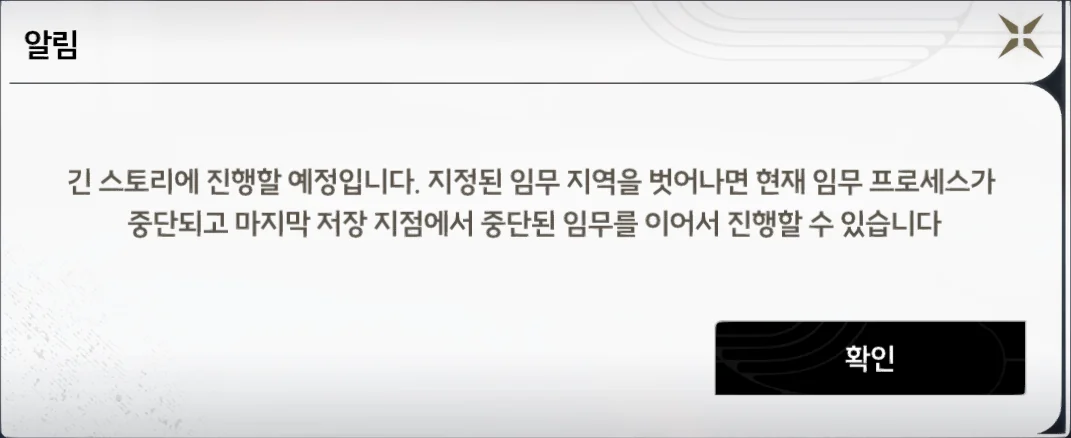 알림
긴 스토리에 진행할 예정입니다. 지정된 임무 지역을 벗어나면 현재 임무 프로세스가
중단되고 마지막 저장 지점에서 중단된 임무를 이어서 진행할 수 있습니다
확인